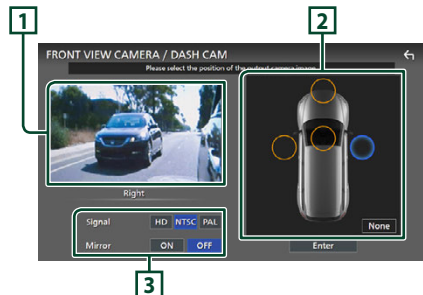 1
2
FRONT VIEW CAMERA / DASH CAM
Please select the position of the output camera image
Right
Signal HD NTSC PAL
None
Mirror ON OFF
Enter
3